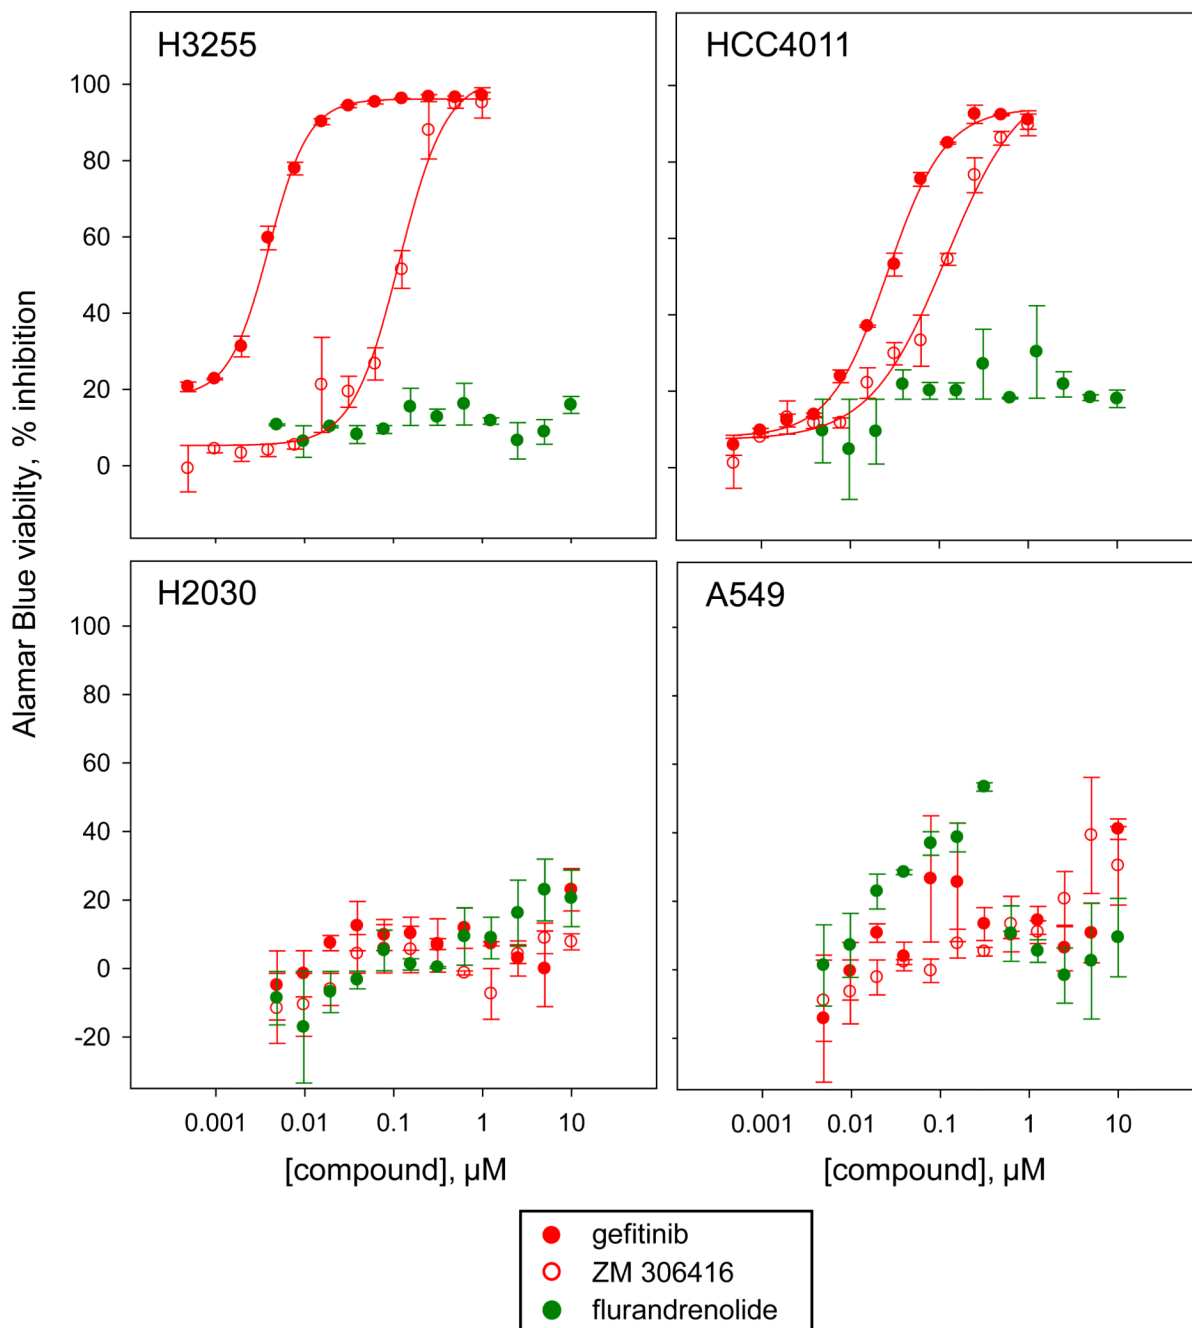 H3255
HCC4011
100
80
60
40
20
0
Alamar Blue viabilty, % inhibition
H2030
A549
100
80
60
40
20
0
-20
0.001 0.01 0.1 1 10
0.001 0.01 0.1 1 10
[compound], μM
[compound], μM
gefitinib
ZM 306416
flurandrenolide